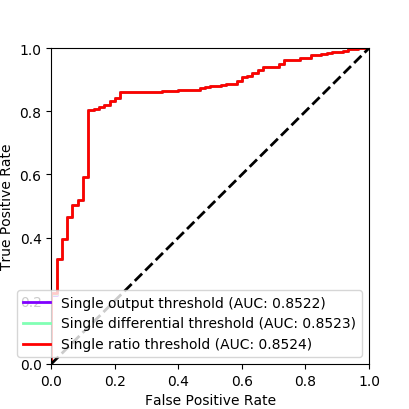 1.0
0.8
0.6
0.4
0.2
0.0
True Positive Rate
Single output threshold (AUC: 0.8522)
Single differential threshold (AUC: 0.8523)
Single ratio threshold (AUC: 0.8524)
0.0 0.2 0.4 0.6 0.8 1.0
False Positive Rate